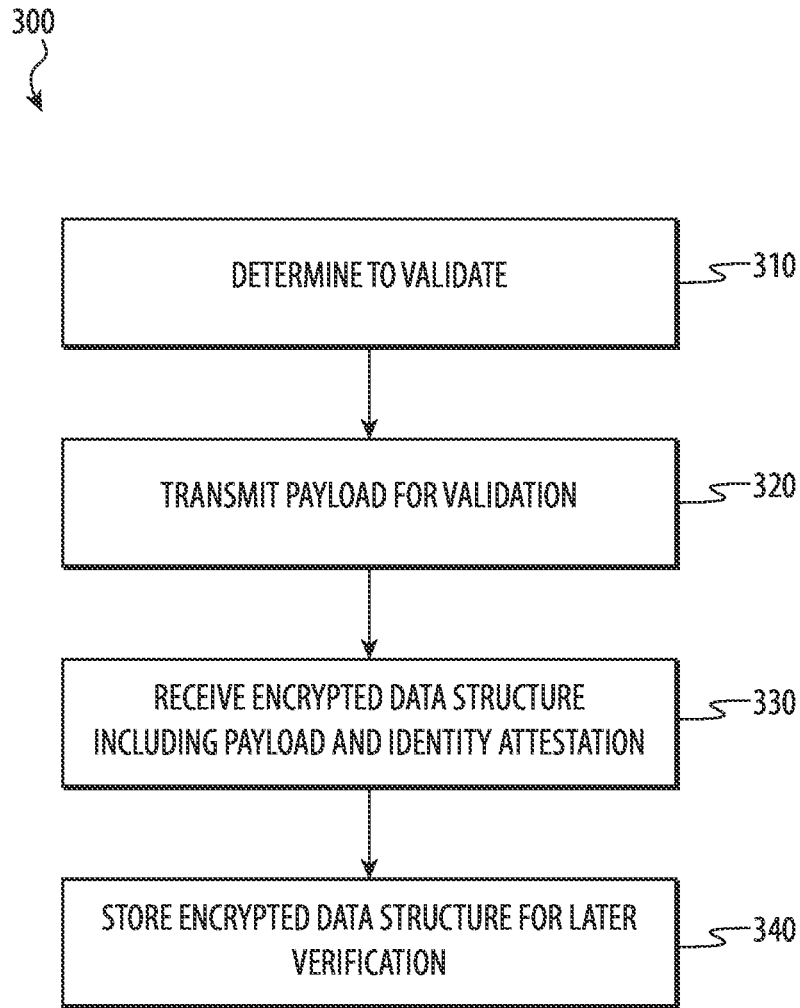 300
DETERMINE TO VALIDATE
310
TRANSMIT PAYLOAD FOR VALIDATION
320
RECEIVE ENCRYPTED DATA STRUCTURE
INCLUDING PAYLOAD AND IDENTITY ATTESTATION
330
STORE ENCRYPTED DATA STRUCTURE FOR LATER
VERIFICATION
340